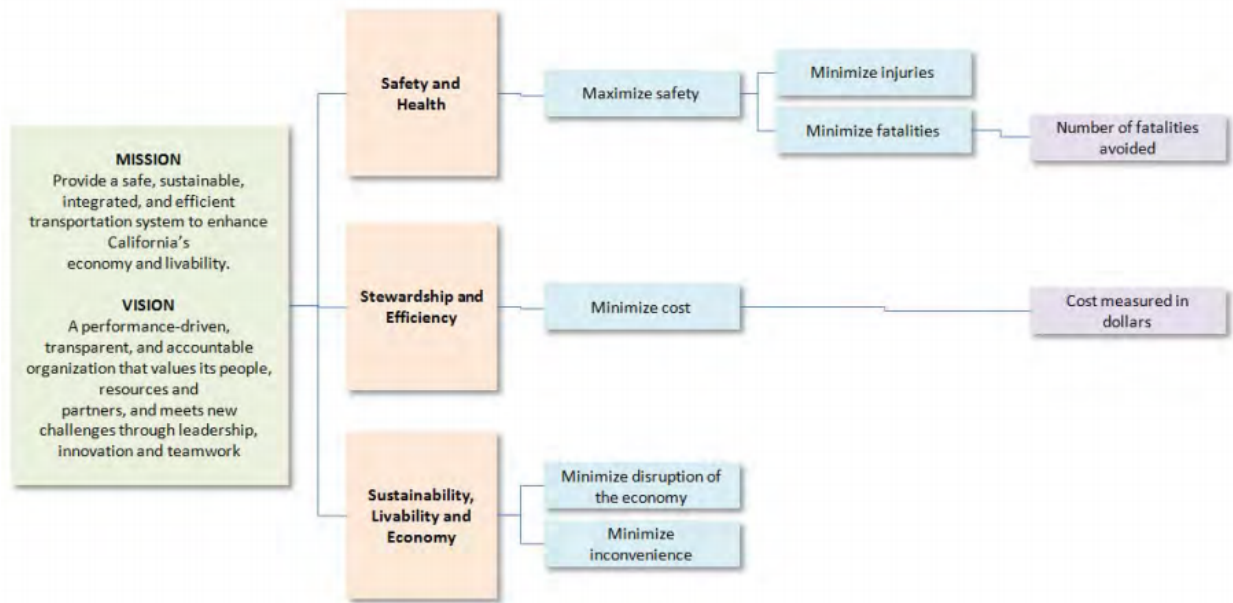 MISSION
Provide a safe, sustainable,
integrated, and efficient
transportation system to enhance
California's
economy and livability.
VISION
A performance-driven,
transparent, and accountable
organization that values its people,
resources and
partners, and meets new
challenges through leadership,
innovation and teamwork
Safety and
Health
Maximize safety
Minimize injuries
Minimize fatalities
Number of fatalities
avoided
Stewardship and
Efficiency
Minimize cost
Cost measured in
dollars
Sustainability,
Livability and
Economy
Minimize disruption of
the economy
Minimize
inconvenience